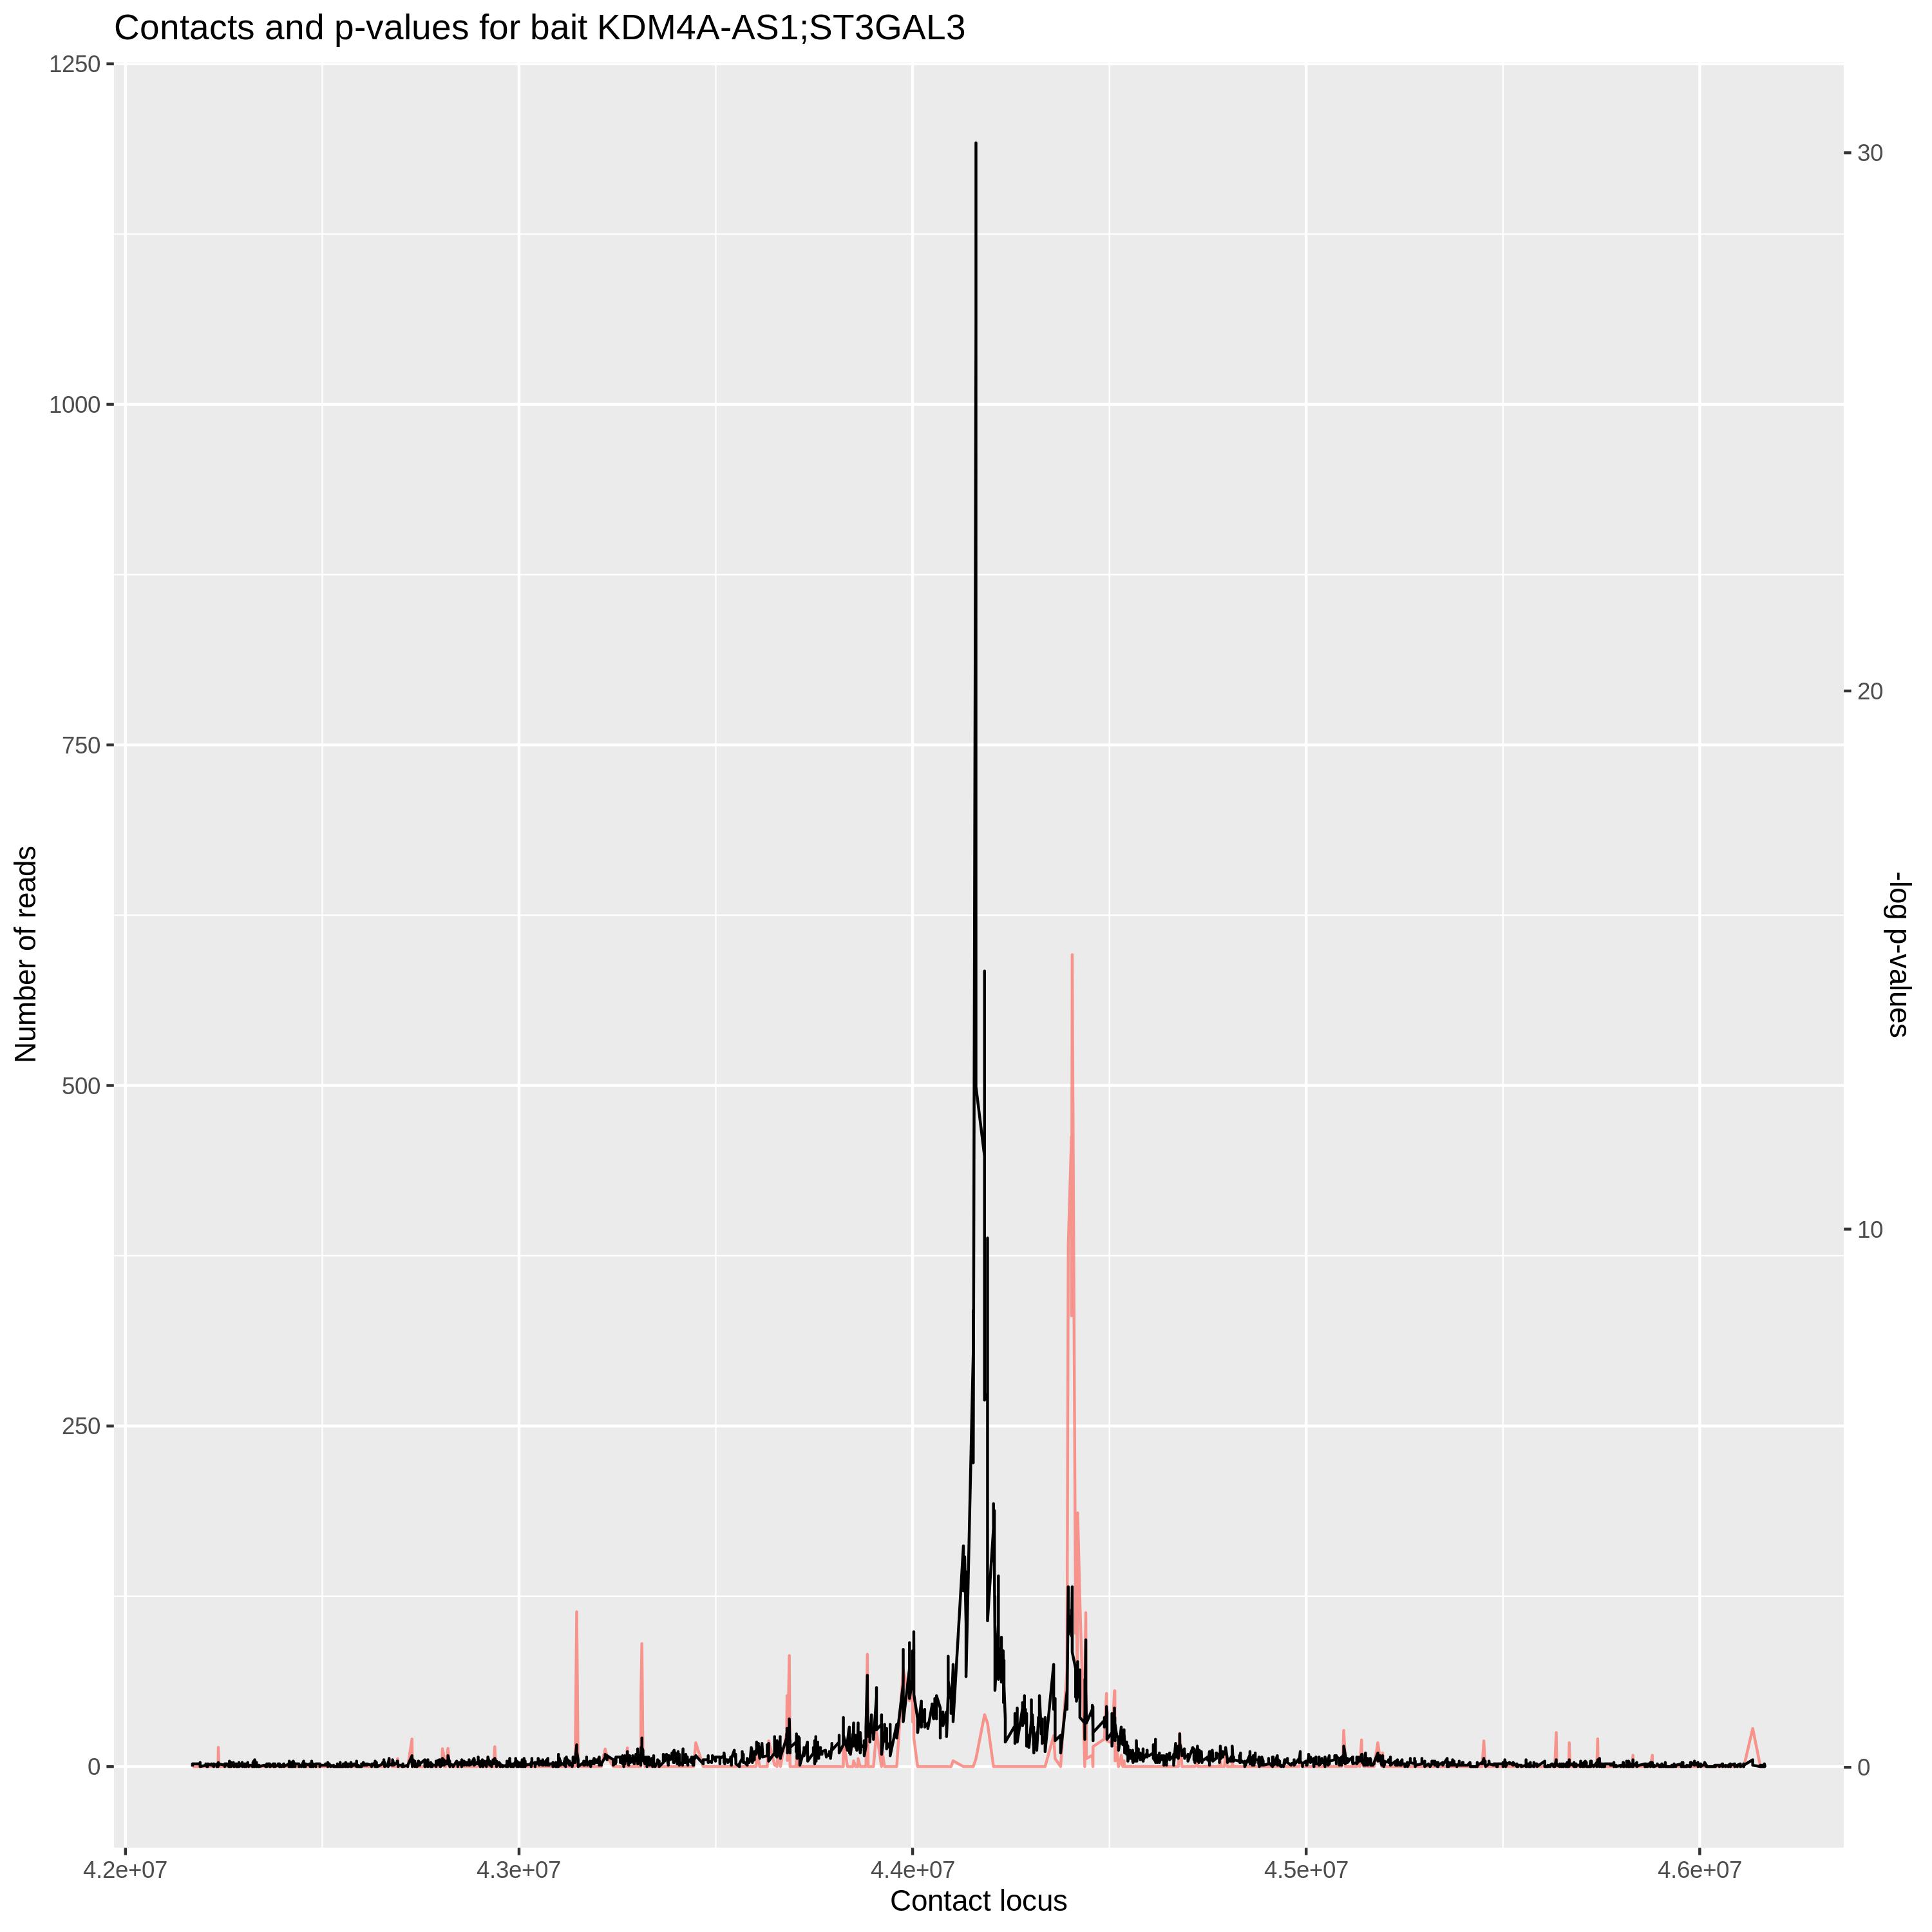 Contacts and p-values for bait KDM4A-AS1;ST3GAL3
1250
1000
750
500
250
0
Number of reads
30
20
10
0
-log p-values
4.2e+07
4.3e+07
4.4e+07
4.5e+07
4.6e+07
Contact locus